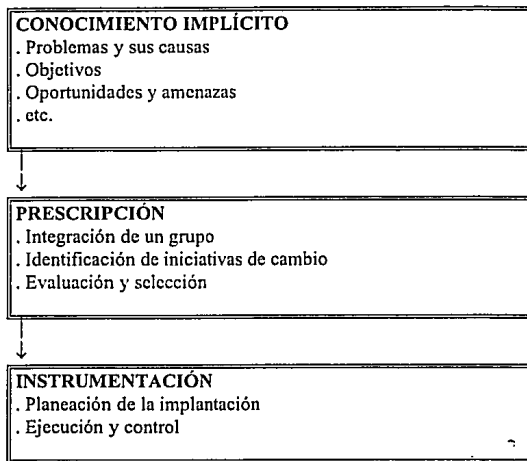 CONOCIMIENTO IMPLÍCITO
. Problemas y sus causas
. Objetivos
. Oportunidades y amenazas
. etc.
PRESCRIPCIÓN
. Integración de un grupo
. Identificación de iniciativas de cambio
. Evaluación y selección
INSTRUMENTACIÓN
. Planeación de la implantación
. Ejecución y control